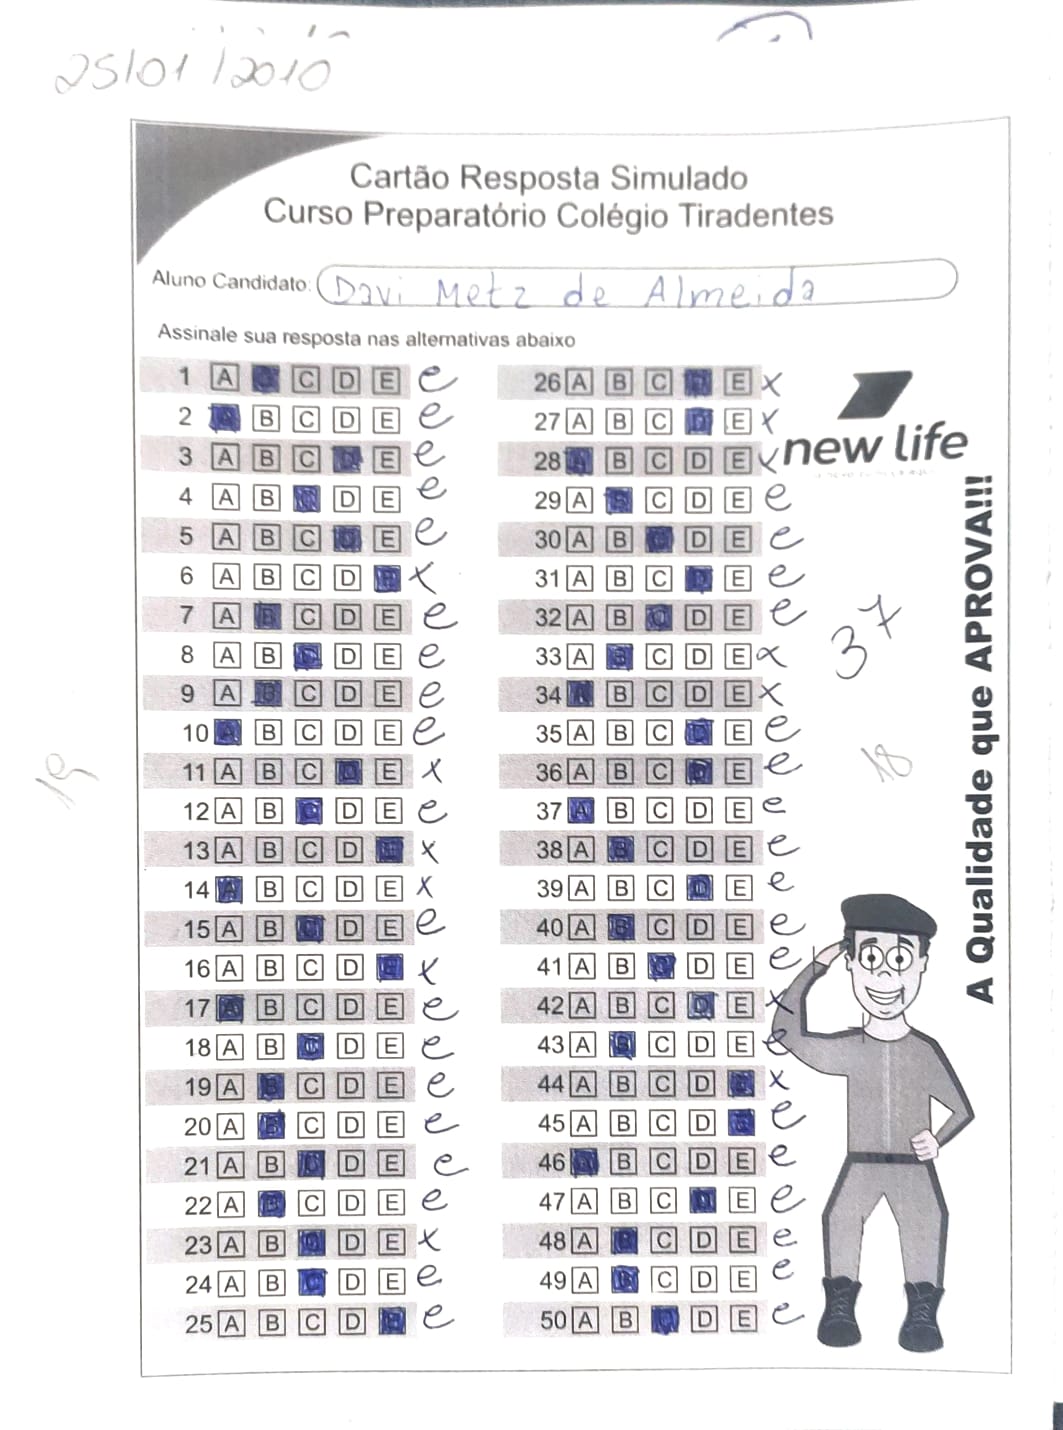 25/01/2010
Cartão Resposta Simulado
Curso Preparatório Colégio Tiradentes
Aluno Candidato: Davi Metz de Almeida
Assinale sua resposta nas alternativas abaixo
1 A C D E e
2 B C D E e
3 A B C E e
4 A B D E e
5 A B C E e
6 A B C D x
7 A B C D E e
8 A B D E e
9 A B C D E e
10 A B C D E e
11 A B C D E x
12 A B C D E e
13 A B C D E x
14 A B C D E x
15 A B C D E e
16 A B C D E x
17 A B C D E e
18 A B C D E e
19 A B C D E e
20 A B C D E e
21 A B C D E e
22 A B C D E e
23 A B C D E x
24 A B C D E e
25 A B C D E e
26 A B C D E x
27 A B C D E x
28 A B C D E x
29 A B C D E e
30 A B C D E e
31 A B C D E e
32 A B C D E e
33 A B C D E x
34 A B C D E x
35 A B C D E e
36 A B C D E e
37 A B C D E e
38 A B C D E e
39 A B C D E e
40 A B C D E e
41 A B C D E e
42 A B C D E x
43 A B C D E e
44 A B C D E x
45 A B C D E e
46 A B C D E e
47 A B C D E e
48 A B C D E e
49 A B C D E e
50 A B C D E e
new life
A Qualidade que APROVA!!!
37
18
19